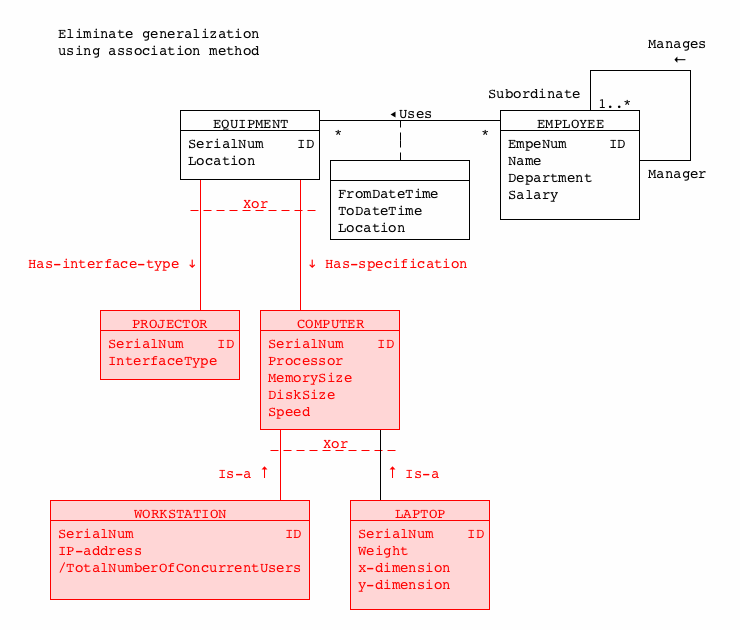 Eliminate generalization
using association method
Manages
←
Subordinate
1..*
◂Uses
*
*
EQUIPMENT
SerialNum ID
Location
EMPLOYEE
EmpeNum ID
Name
Department
Salary
Manager
FromDateTime
ToDateTime
Location
Xor
Has-interface-type ↓
↓ Has-specification
PROJECTOR
SerialNum ID
InterfaceType
COMPUTER
SerialNum ID
Processor
MemorySize
DiskSize
Speed
Xor
Is-a ↑
↑ Is-a
WORKSTATION
SerialNum ID
IP-address
/TotalNumberOfConcurrentUsers
LAPTOP
SerialNum ID
Weight
x-dimension
y-dimension